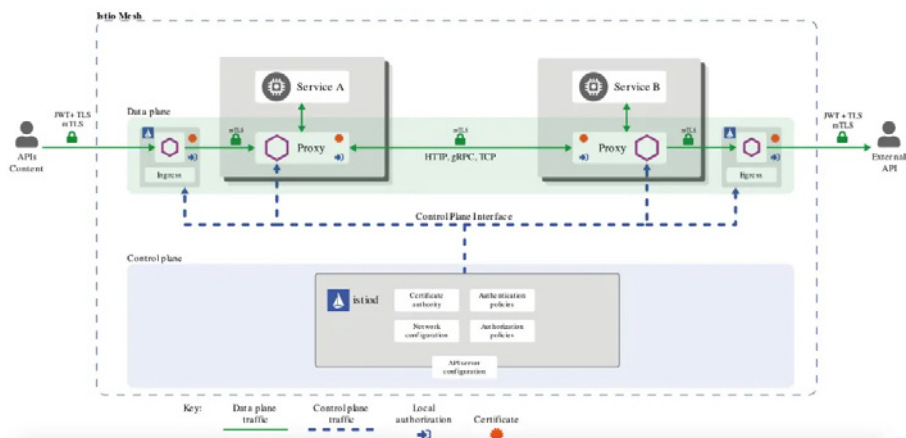 Istio Mesh
Service A
Service B
Data plane
JWT+ TLS
mTLS
JWT + TLS
mTLS
mTLS
mTLS
mTLS
Proxy
HTTP, gRPC, TCP
Proxy
APIs
Content
Ingress
Egress
External
API
Control Plane Interface
Control plane
istiod
Certificate
authority
Authentication
policies
Network
configuration
Authorization
policies
API server
configuration
Key:
Data plane
traffic
Control plane
traffic
Local
authorization
Certificate